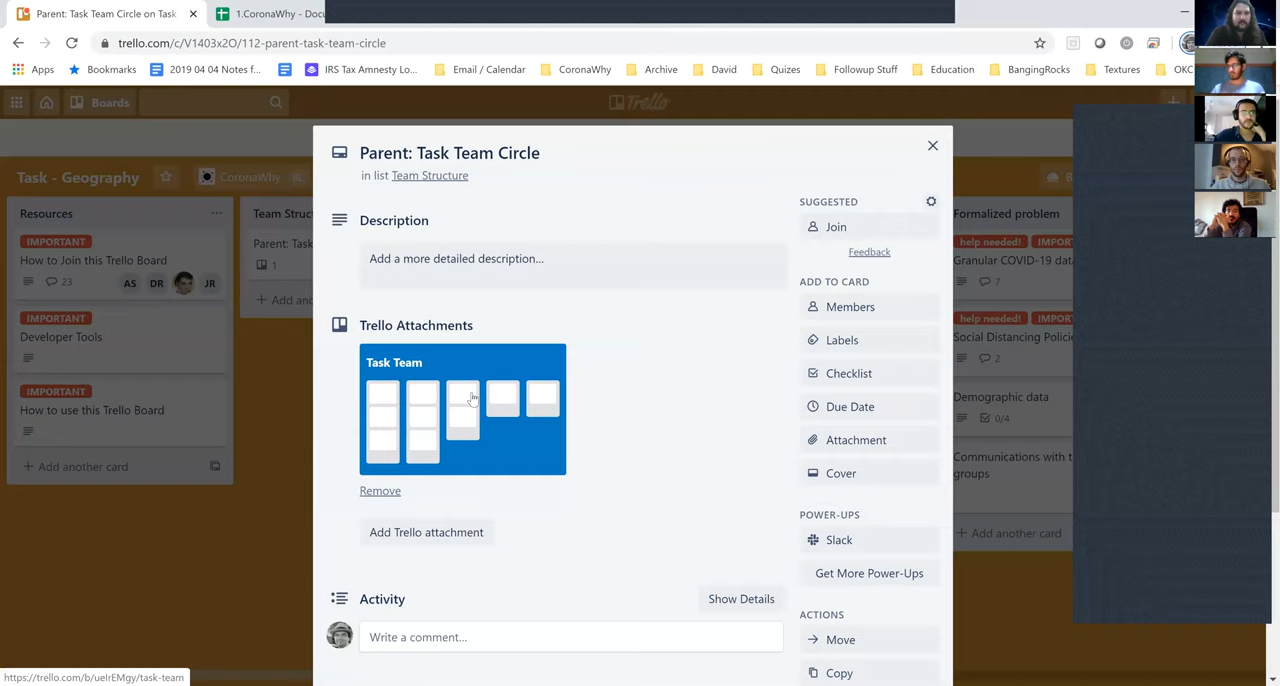 Parent: Task Team Circle on Task
1.CoronaWhy - Docu
trello.com/c/V1403x2O/112-parent-task-team-circle
Apps Bookmarks 2019 04 04 Notes f... IRS Tax Amnesty Lo... Email / Calendar CoronaWhy Archive David Quizes Followup Stuff Education BangingRocks Textures OKC
Boards
Trello
Task - Geography
CoronaWhy
Resources
IMPORTANT
How to Join this Trello Board
23 AS DR JR
IMPORTANT
Developer Tools
IMPORTANT
How to use this Trello Board
+ Add another card
Team Struc
Parent: Task
1
+ Add ano
Parent: Task Team Circle
in list Team Structure
Description
Add a more detailed description...
Trello Attachments
Task Team
Remove
Add Trello attachment
Activity
Show Details
Write a comment...
SUGGESTED
Join
Feedback
ADD TO CARD
Members
Labels
Checklist
Due Date
Attachment
Cover
POWER-UPS
Slack
Get More Power-Ups
ACTIONS
Move
Copy
Formalized problem
help needed! IMPORT
Granular COVID-19 data
7
help needed! IMPORT
Social Distancing Policie
2
Demographic data
0/4
Communications with t
groups
+ Add another card
https://trello.com/b/ueIrEMgy/task-team